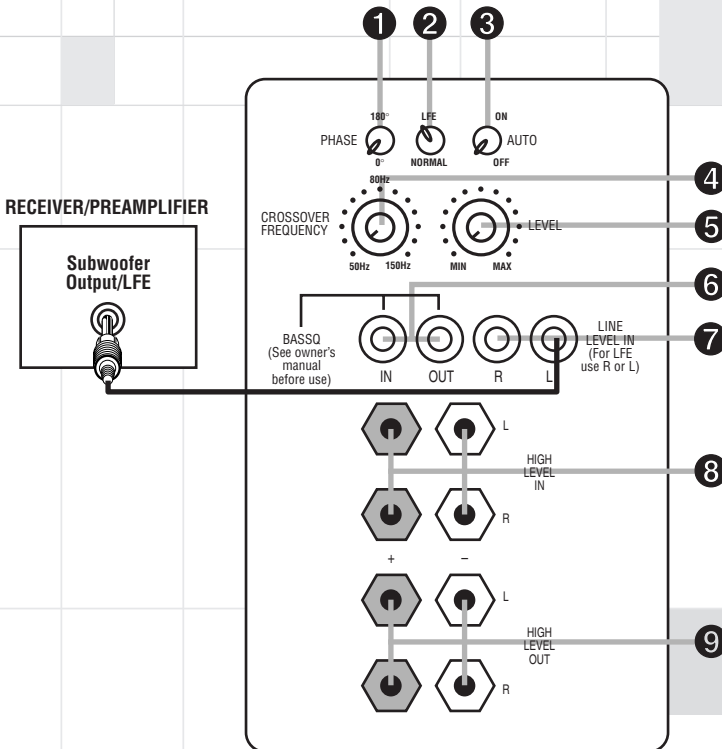 1 2 3
180° LFE ON
PHASE AUTO
0° NORMAL OFF
80Hz
4
RECEIVER/PREAMPLIFIER
CROSSOVER
FREQUENCY
LEVEL
5
50Hz 150Hz MIN MAX
Subwoofer
Output/LFE
6
BASSQ
(See owner's
manual
before use)
IN OUT R L
LINE
LEVEL IN
(For LFE
use R or L)
7
L
HIGH
LEVEL
IN
8
R
+ –
L
HIGH
LEVEL
OUT
9
R